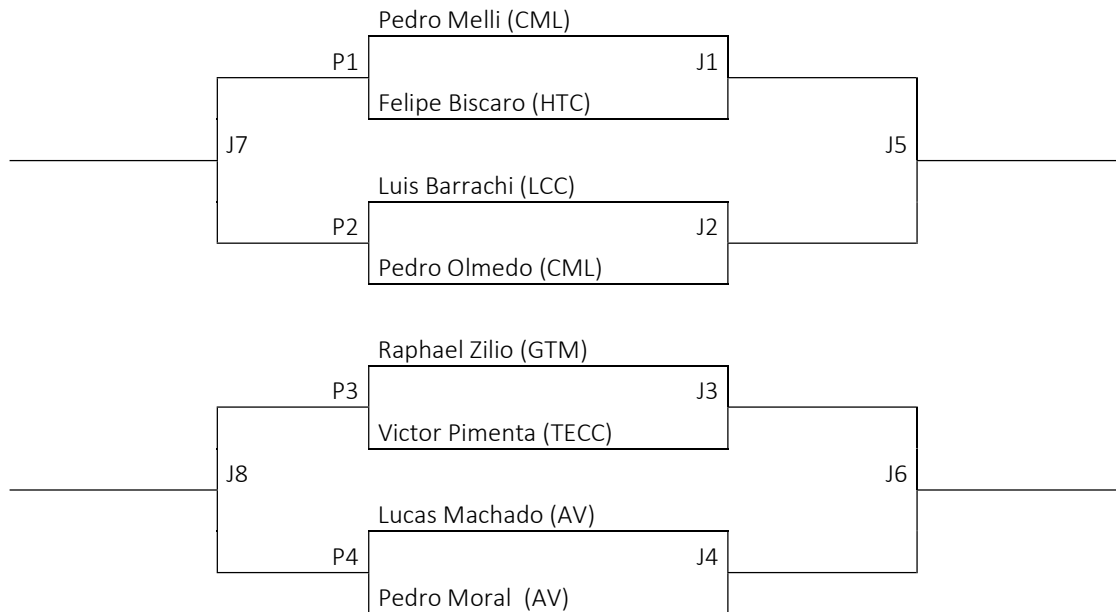 Pedro Melli (CML)
P1 J1
Felipe Biscaro (HTC)
J7 J5
Luis Barrachi (LCC)
P2 J2
Pedro Olmedo (CML)
Raphael Zilio (GTM)
P3 J3
Victor Pimenta (TECC)
J8 J6
Lucas Machado (AV)
P4 J4
Pedro Moral  (AV)